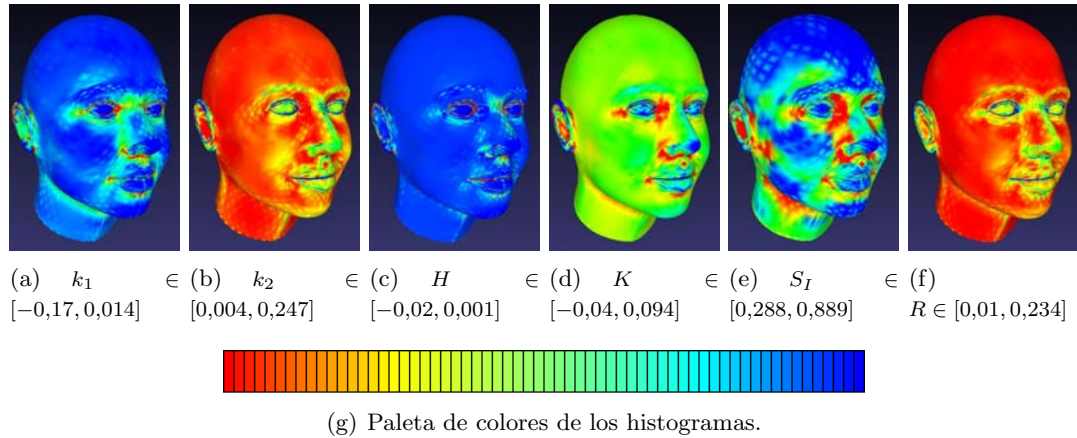 (a) k₁ ∈ (b) k₂ ∈ (c) H ∈ (d) K ∈ (e) S_I ∈ (f)
[−0,17, 0,014] [0,004, 0,247] [−0,02, 0,001] [−0,04, 0,094] [0,288, 0,889] R ∈ [0,01, 0,234]
(g) Paleta de colores de los histogramas.